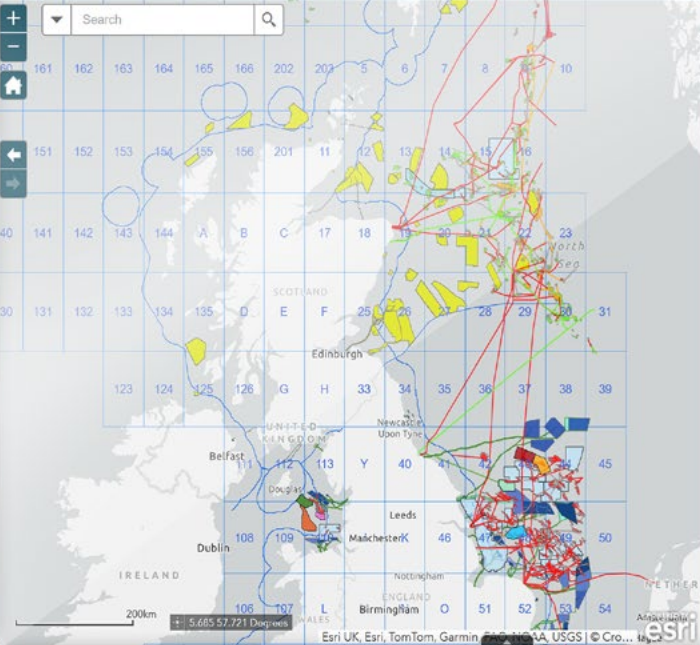 Search
60 161 162 163 164 165 166 202 203 5 6 7 8 9 10
151 152 153 154 155 156 201 11 12 13 14 15 16
40 141 142 143 144 A B C 17 18 19 20 21 22 23
North
Sea
SCOTLAND
30 131 132 133 134 135 D E F 25 26 27 28 29 30 31
Edinburgh
123 124 125 126 G H 33 34 35 36 37 38 39
Newcastle
Upon Tyne
UNITED
KINGDOM
Belfast
111 112 113 Y 40 41 42 44 45
Douglas
Leeds
108 109 110 Manchester K 46 47 49 50
Dublin
IRELAND
Nottingham
NETHER
ENGLAND
200km
106 107 L Birmingham O 51 52 53 54
WALES
5.685 57.721 Degrees
Esri UK, Esri, TomTom, Garmin, FAO, NOAA, USGS | © Cro...
esri